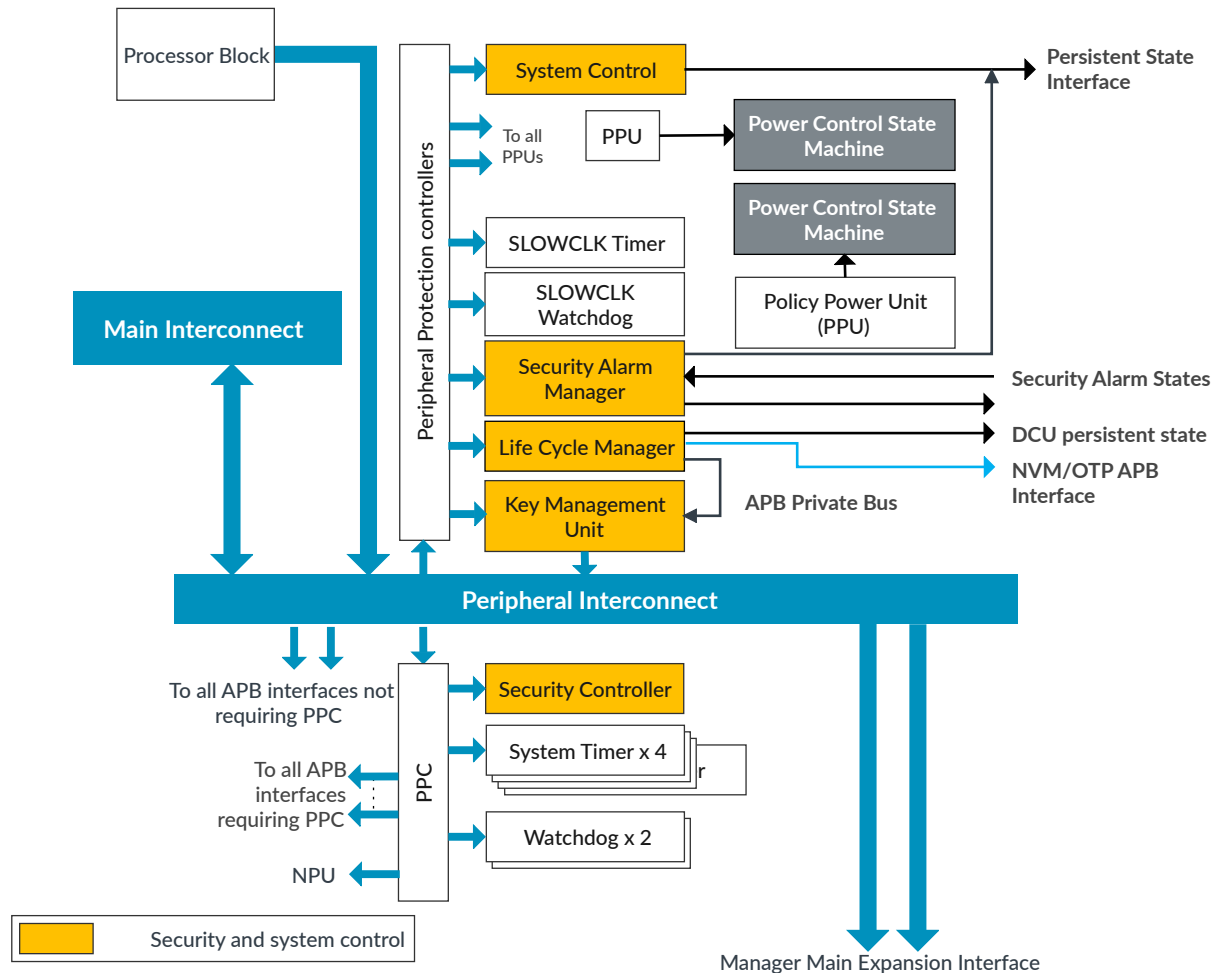 Processor Block
System Control
Persistent State
Interface
To all
PPUs
PPU
Power Control State
Machine
Power Control State
Machine
Peripheral Protection controllers
SLOWCLK Timer
SLOWCLK
Watchdog
Policy Power Unit
(PPU)
Main Interconnect
Security Alarm
Manager
Security Alarm States
Life Cycle Manager
DCU persistent state
NVM/OTP APB
Interface
Key Management
Unit
APB Private Bus
Peripheral Interconnect
To all APB interfaces not
requiring PPC
PPC
Security Controller
System Timer x 4
r
To all APB
interfaces
requiring PPC
Watchdog x 2
NPU
Security and system control
Manager Main Expansion Interface